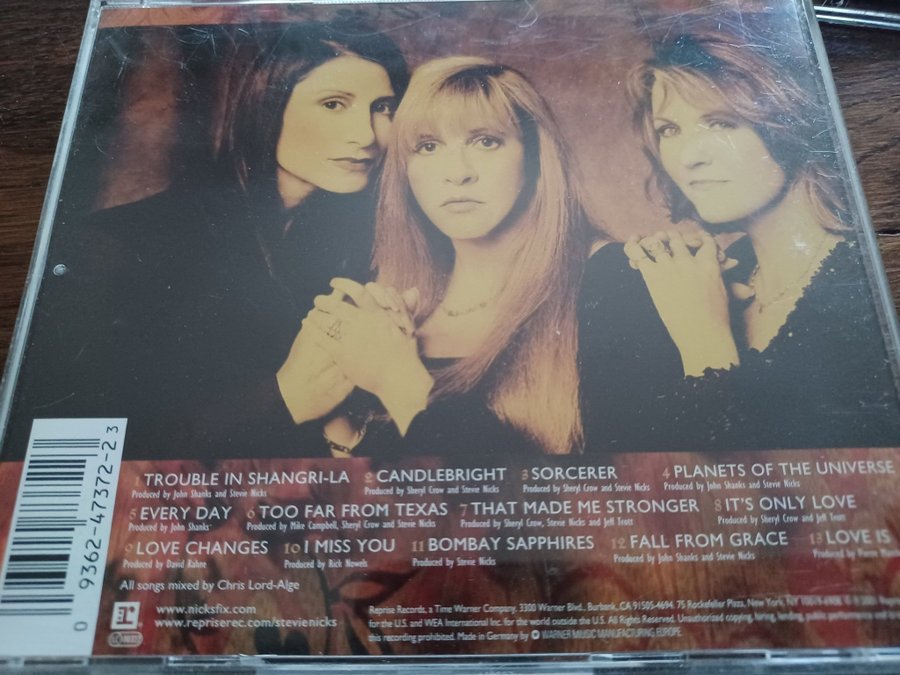 1 TROUBLE IN SHANGRI-LA 2 CANDLEBRIGHT 3 SORCERER 4 PLANETS OF THE UNIVERSE
Produced by John Shanks and Stevie Nicks Produced by Sheryl Crow and Stevie Nicks Produced by Sheryl Crow and Stevie Nicks Produced by John Shanks and Stevie Nicks
5 EVERY DAY 6 TOO FAR FROM TEXAS 7 THAT MADE ME STRONGER 8 IT'S ONLY LOVE
Produced by John Shanks Produced by Mike Campbell, Sheryl Crow and Stevie Nicks Produced by Sheryl Crow, Stevie Nicks and Jeff Trott Produced by Sheryl Crow and Jeff Trott
9 LOVE CHANGES 10 I MISS YOU 11 BOMBAY SAPPHIRES 12 FALL FROM GRACE 13 LOVE IS
Produced by David Kahne Produced by Rick Nowels Produced by Stevie Nicks Produced by John Shanks and Stevie Nicks Produced by Pierre
All songs mixed by Chris Lord-Alge
www.nicksfix.com
www.repriserec.com/stevienicks
Reprise Records, a Time Warner Company. 3300 Warner Blvd., Burbank, CA 91505-4694. 75 Rockefeller Plaza, New York, NY
for the U.S. and WEA International Inc. for the world outside the U.S. All Rights Reserved. Unauthorized copying, hiring, lending, public performance
this recording prohibited. Made in Germany by WARNER MUSIC MANUFACTURING EUROPE.
0 9362-47372-2 3